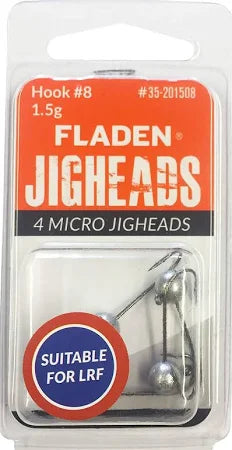 Hook #8 #35-201508
1.5g
FLADEN®
JIGHEADS
4 MICRO JIGHEADS
SUITABLE
FOR LRF